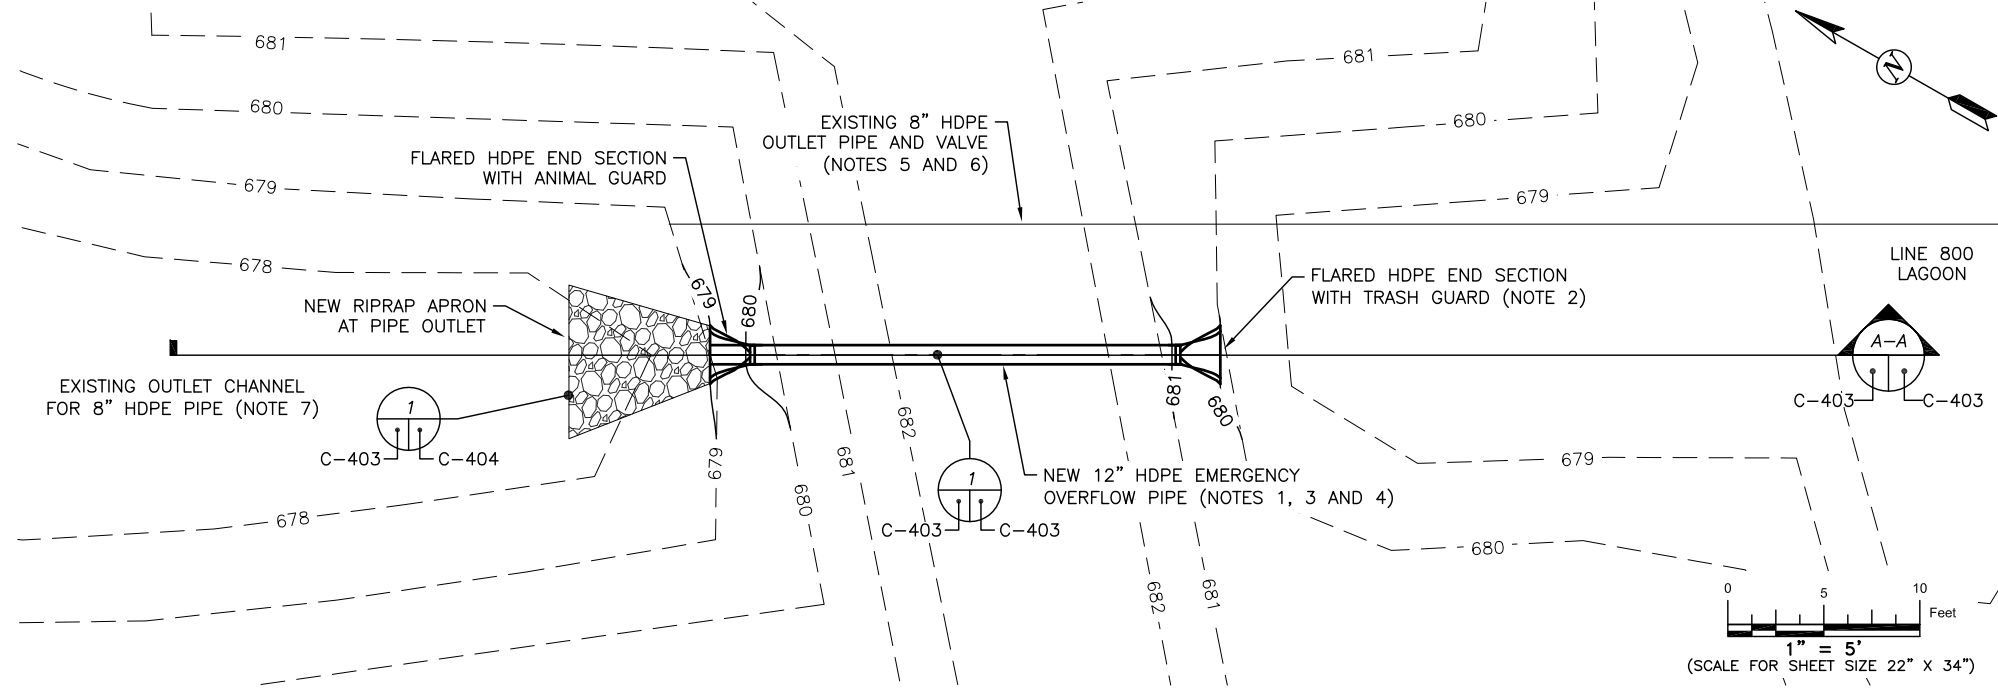 681
681
N
680
EXISTING 8” HDPE
OUTLET PIPE AND VALVE
(NOTES 5 AND 6)
680
FLARED HDPE END SECTION
WITH ANIMAL GUARD
679
679
678
LINE 800
LAGOON
679
680
FLARED HDPE END SECTION
WITH TRASH GUARD (NOTE 2)
NEW RIPRAP APRON
AT PIPE OUTLET
A-A
C-403
C-403
EXISTING OUTLET CHANNEL
FOR 8” HDPE PIPE (NOTE 7)
681
680
1
C-403
C-404
682
681
679
680
679
1
C-403
C-403
NEW 12” HDPE EMERGENCY
OVERFLOW PIPE (NOTES 1, 3 AND 4)
678
680
682
681
0 5 10
Feet
1” = 5’
(SCALE FOR SHEET SIZE 22” X 34”)